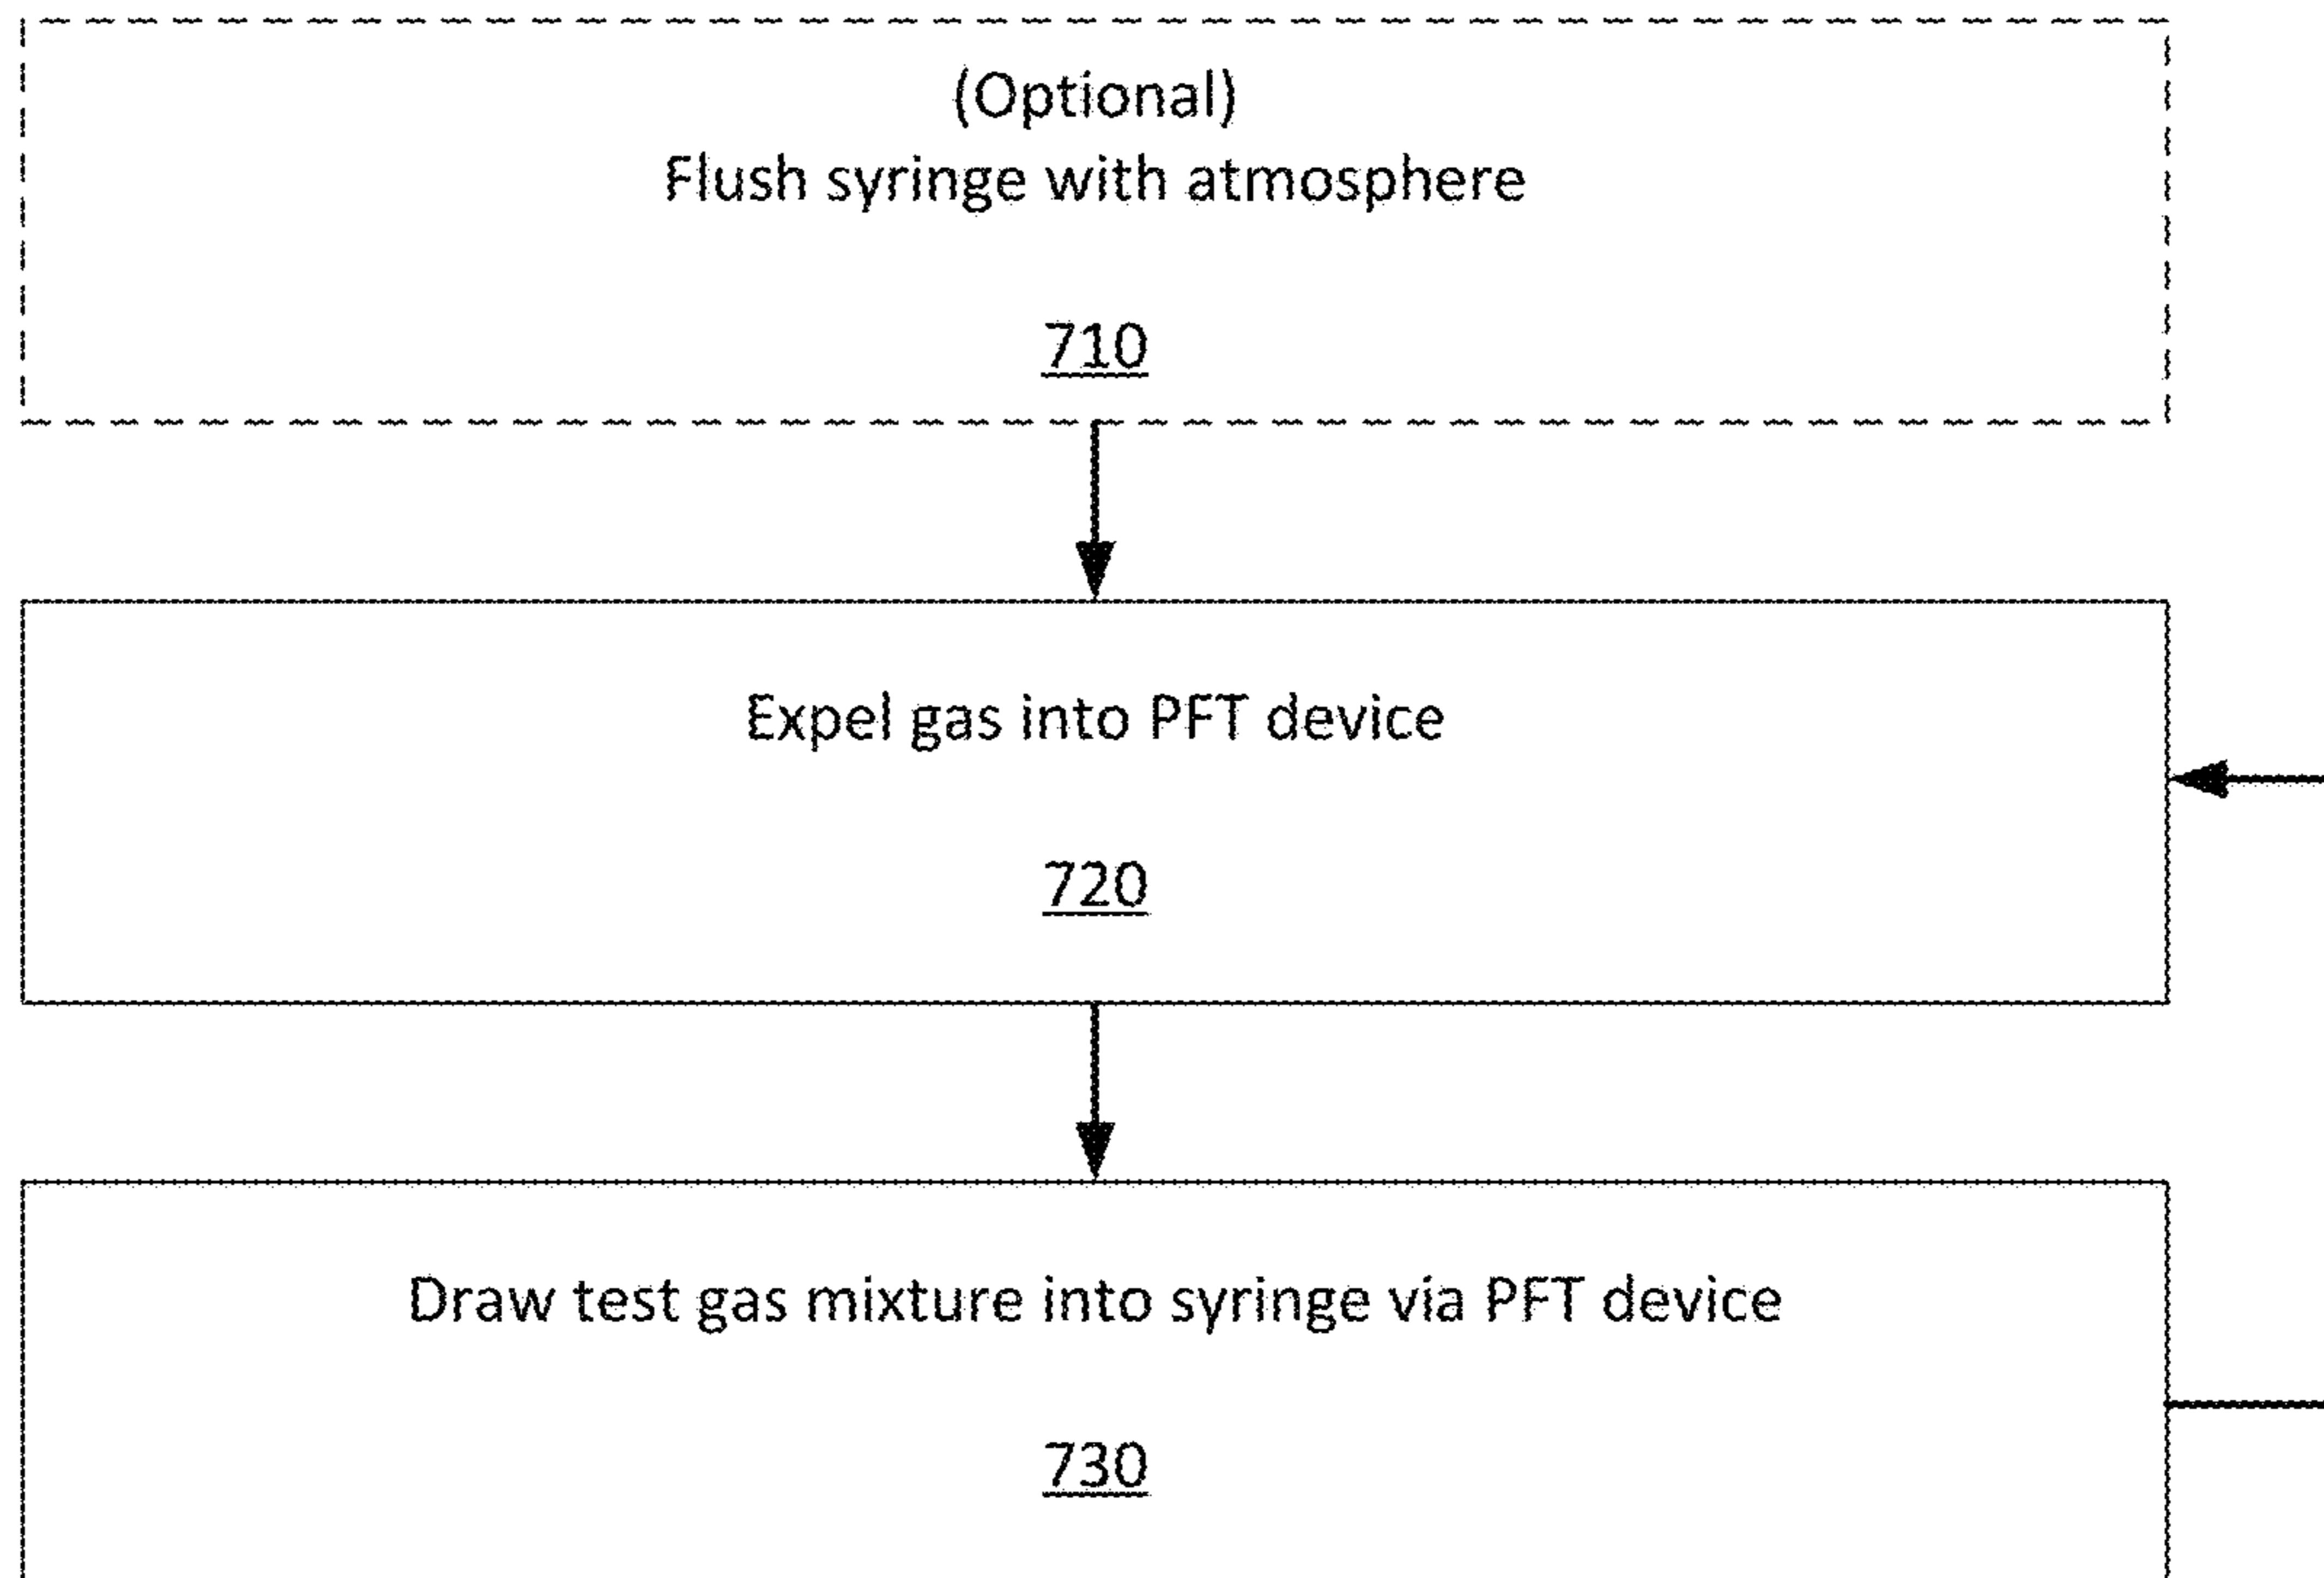 (Optional)
Flush syringe with atmosphere
710
Expel gas into PFT device
720
Draw test gas mixture into syringe via PFT device
730